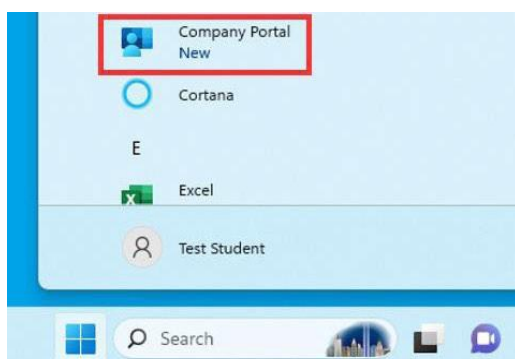 Company Portal
New
Cortana
E
Excel
Test Student
Search